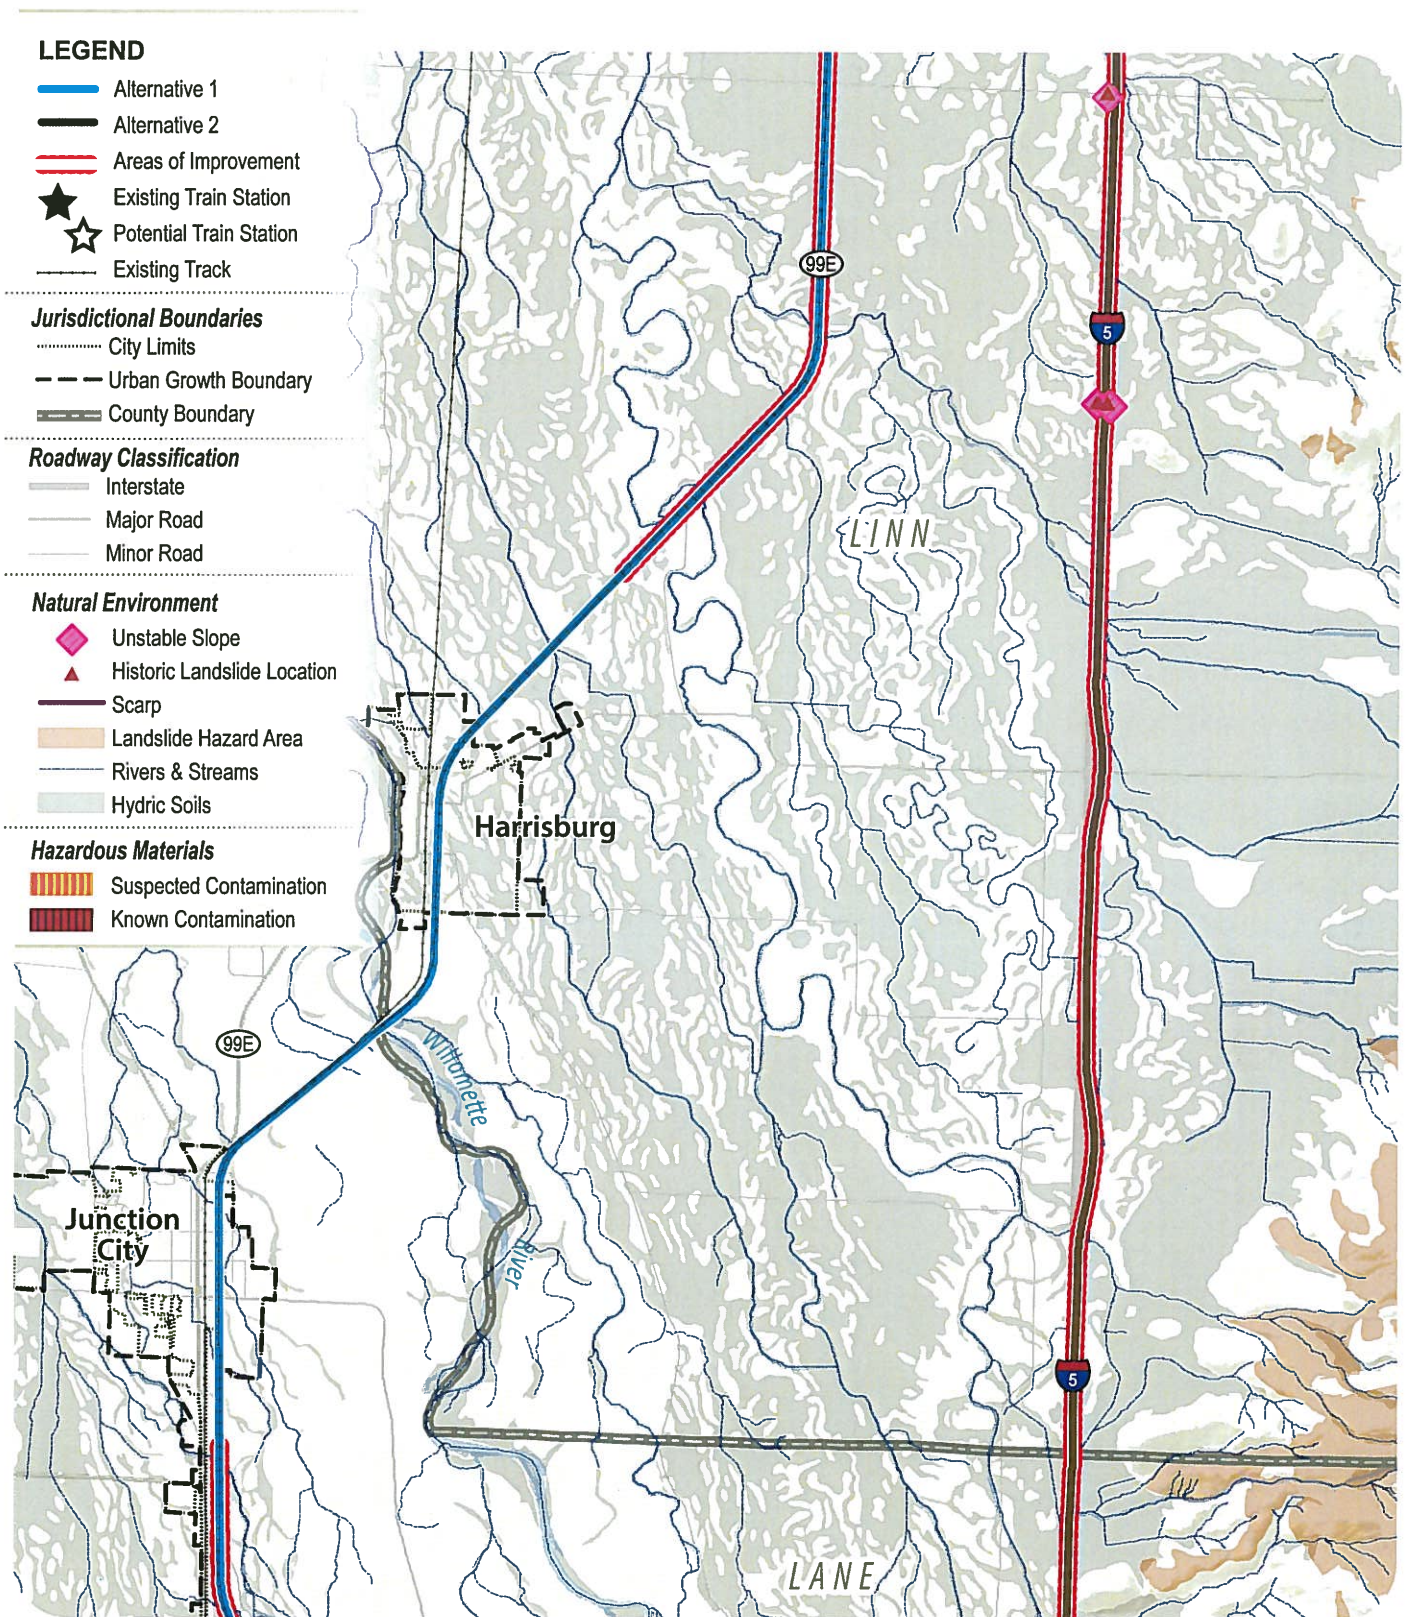 LEGEND
Alternative 1
Alternative 2
Areas of Improvement
Existing Train Station
Potential Train Station
Existing Track
Jurisdictional Boundaries
City Limits
Urban Growth Boundary
County Boundary
Roadway Classification
Interstate
Major Road
Minor Road
Natural Environment
Unstable Slope
Historic Landslide Location
Scarp
Landslide Hazard Area
Rivers & Streams
Hydric Soils
Hazardous Materials
Suspected Contamination
Known Contamination
99E
5
LINN
Harrisburg
99E
Willamette
River
Junction
City
5
LANE